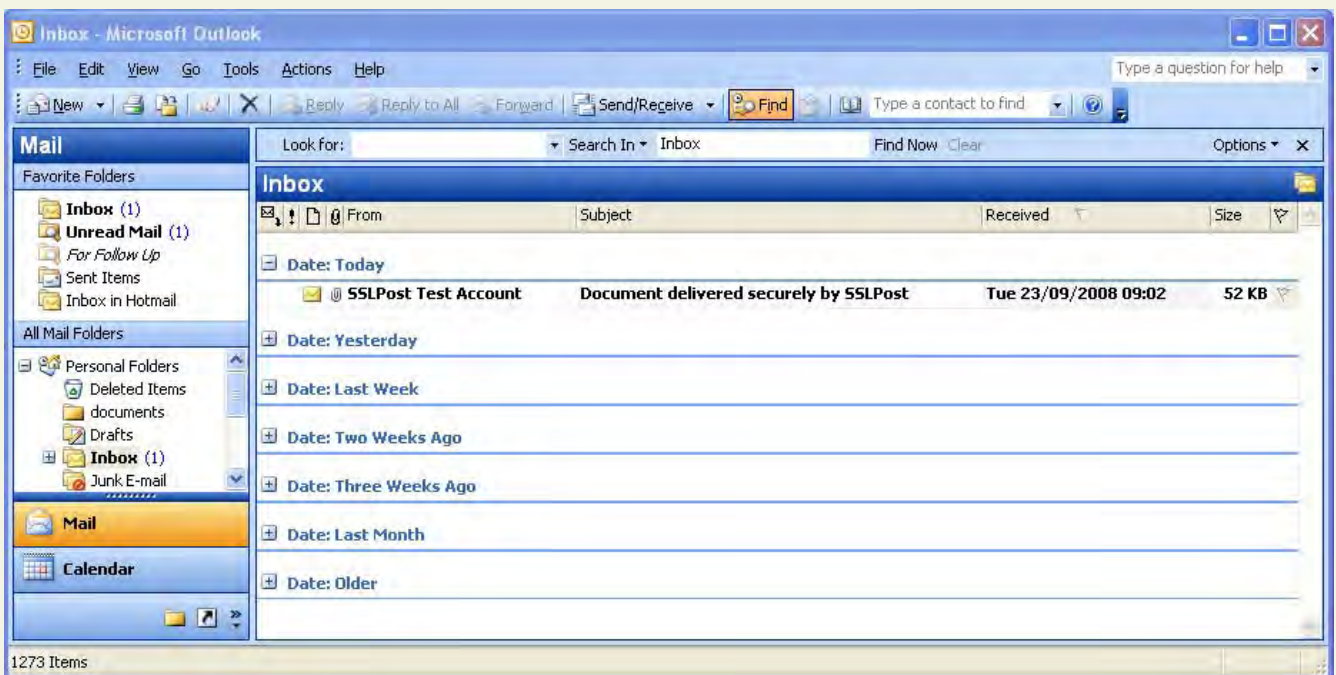 Inbox - Microsoft Outlook
File Edit View Go Tools Actions Help Type a question for help
New Reply Reply to All Forward Send/Receive Find Type a contact to find
Mail
Look for: Search In Inbox Find Now Clear Options
Favorite Folders
Inbox (1)
Unread Mail (1)
For Follow Up
Sent Items
Inbox in Hotmail
All Mail Folders
Personal Folders
Deleted Items
documents
Drafts
Inbox (1)
Junk E-mail
Mail
Calendar
Inbox
From Subject Received Size
Date: Today
SSLPost Test Account Document delivered securely by SSLPost Tue 23/09/2008 09:02 52 KB
Date: Yesterday
Date: Last Week
Date: Two Weeks Ago
Date: Three Weeks Ago
Date: Last Month
Date: Older
1273 Items